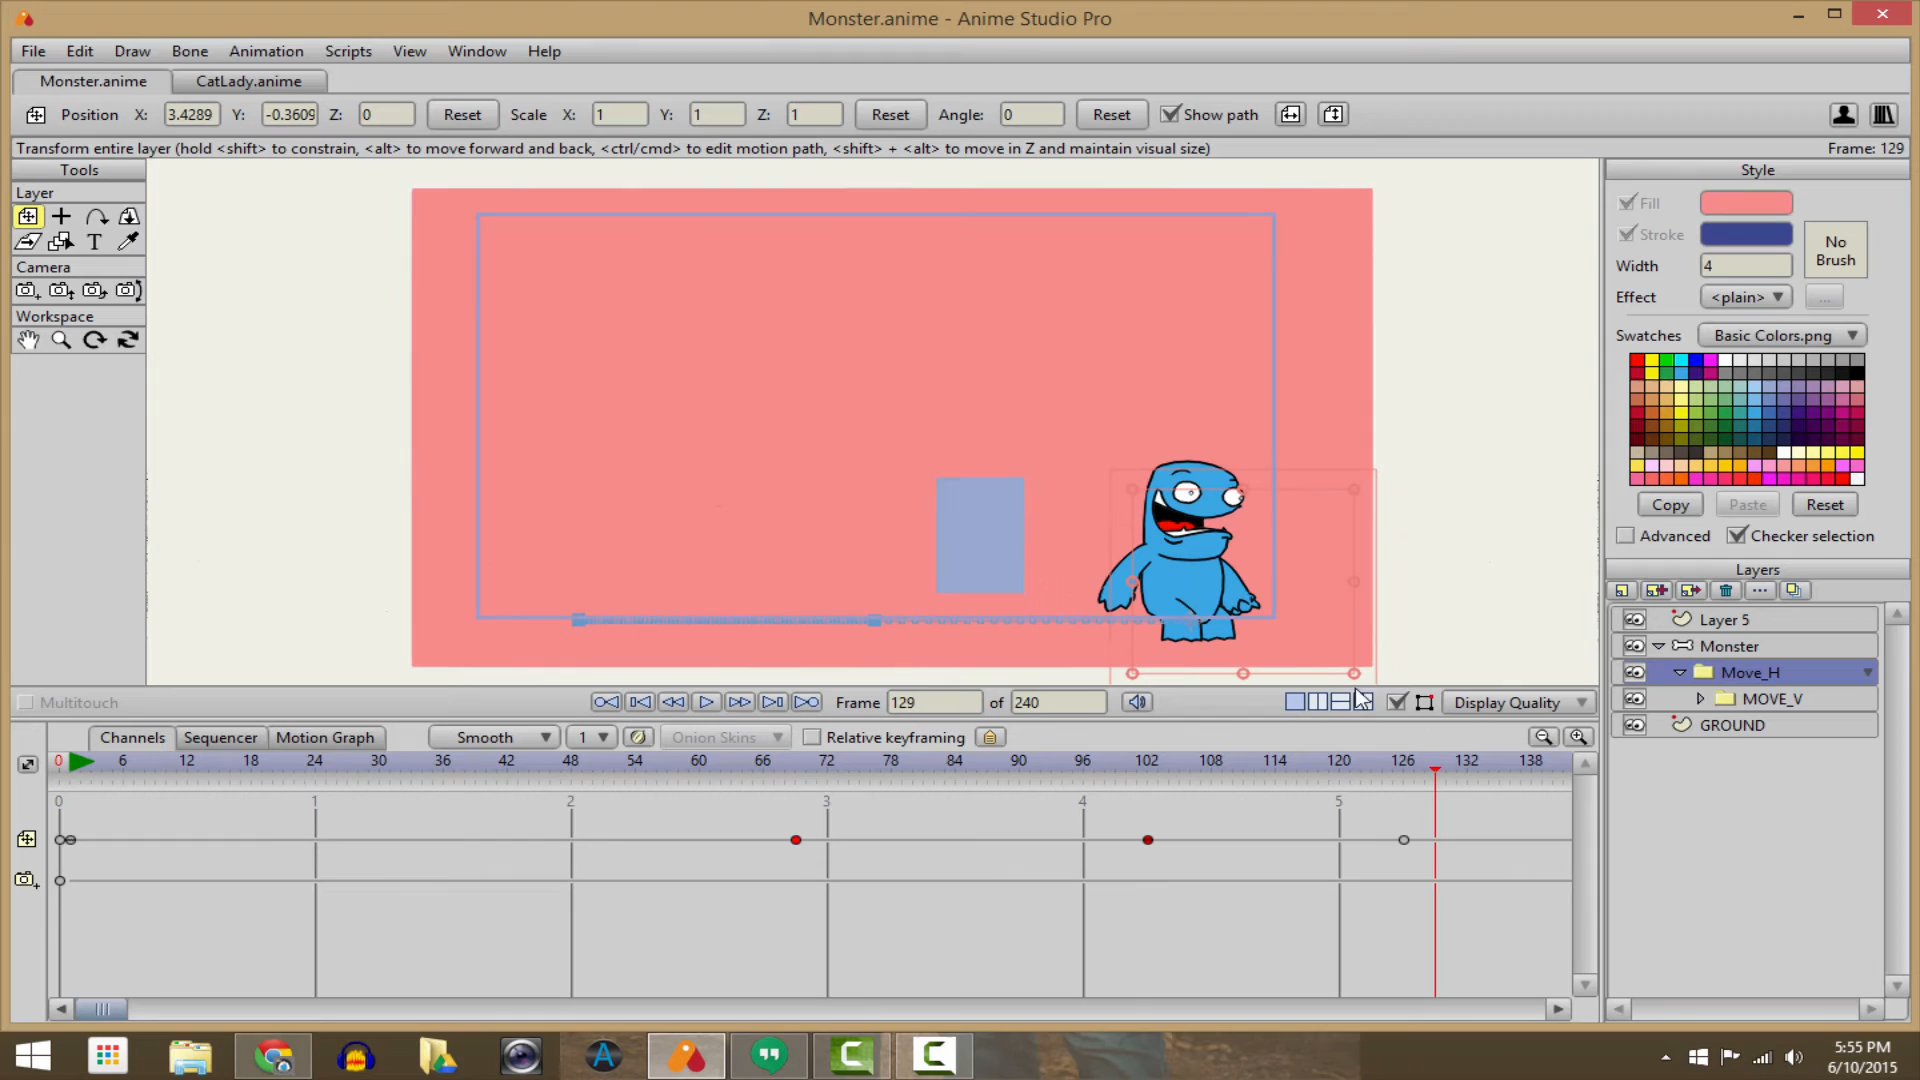 Monster.anime - Anime Studio Pro
File Edit Draw Bone Animation Scripts View Window Help
Monster.anime CatLady.anime
Position X: 3.4289 Y: -0.3609 Z: 0 Reset Scale X: 1 Y: 1 Z: 1 Reset Angle: 0 Reset Show path
Transform entire layer (hold <shift> to constrain, <alt> to move forward and back, <ctrl/cmd> to edit motion path, <shift> + <alt> to move in Z and maintain visual size) Frame: 129
Tools
Layer
T
Camera
Workspace
Style
Fill
Stroke
No
Brush
Width 4
Effect <plain> ...
Swatches Basic Colors.png
Copy Paste Reset
Advanced Checker selection
Layers
Layer 5
Monster
Move_H
MOVE_V
GROUND
Multitouch Frame 129 of 240 Display Quality
Channels Sequencer Motion Graph Smooth 1 Onion Skins Relative keyframing
0 6 12 18 24 30 36 42 48 54 60 66 72 78 84 90 96 102 108 114 120 126 132 138
0 1 2 3 4 5
5:55 PM
6/10/2015